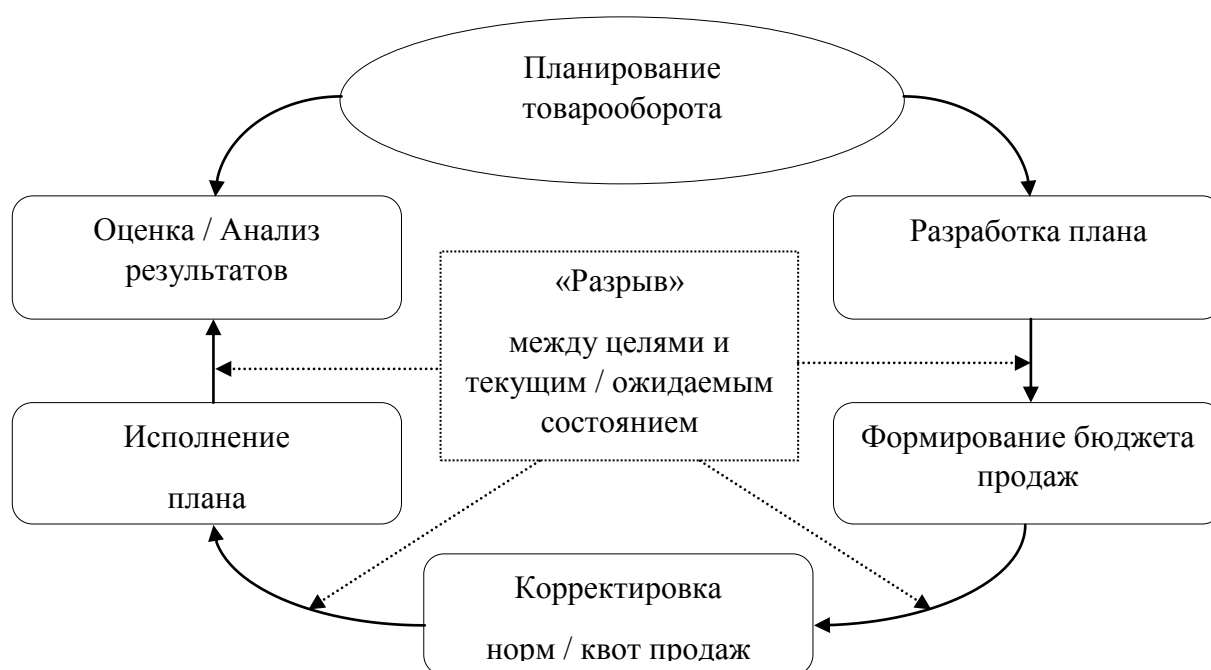 Планирование
товарооборота
Оценка / Анализ
результатов
Разработка плана
«Разрыв»
между целями и
текущим / ожидаемым
состоянием
Исполнение
плана
Формирование бюджета
продаж
Корректировка
норм / квот продаж